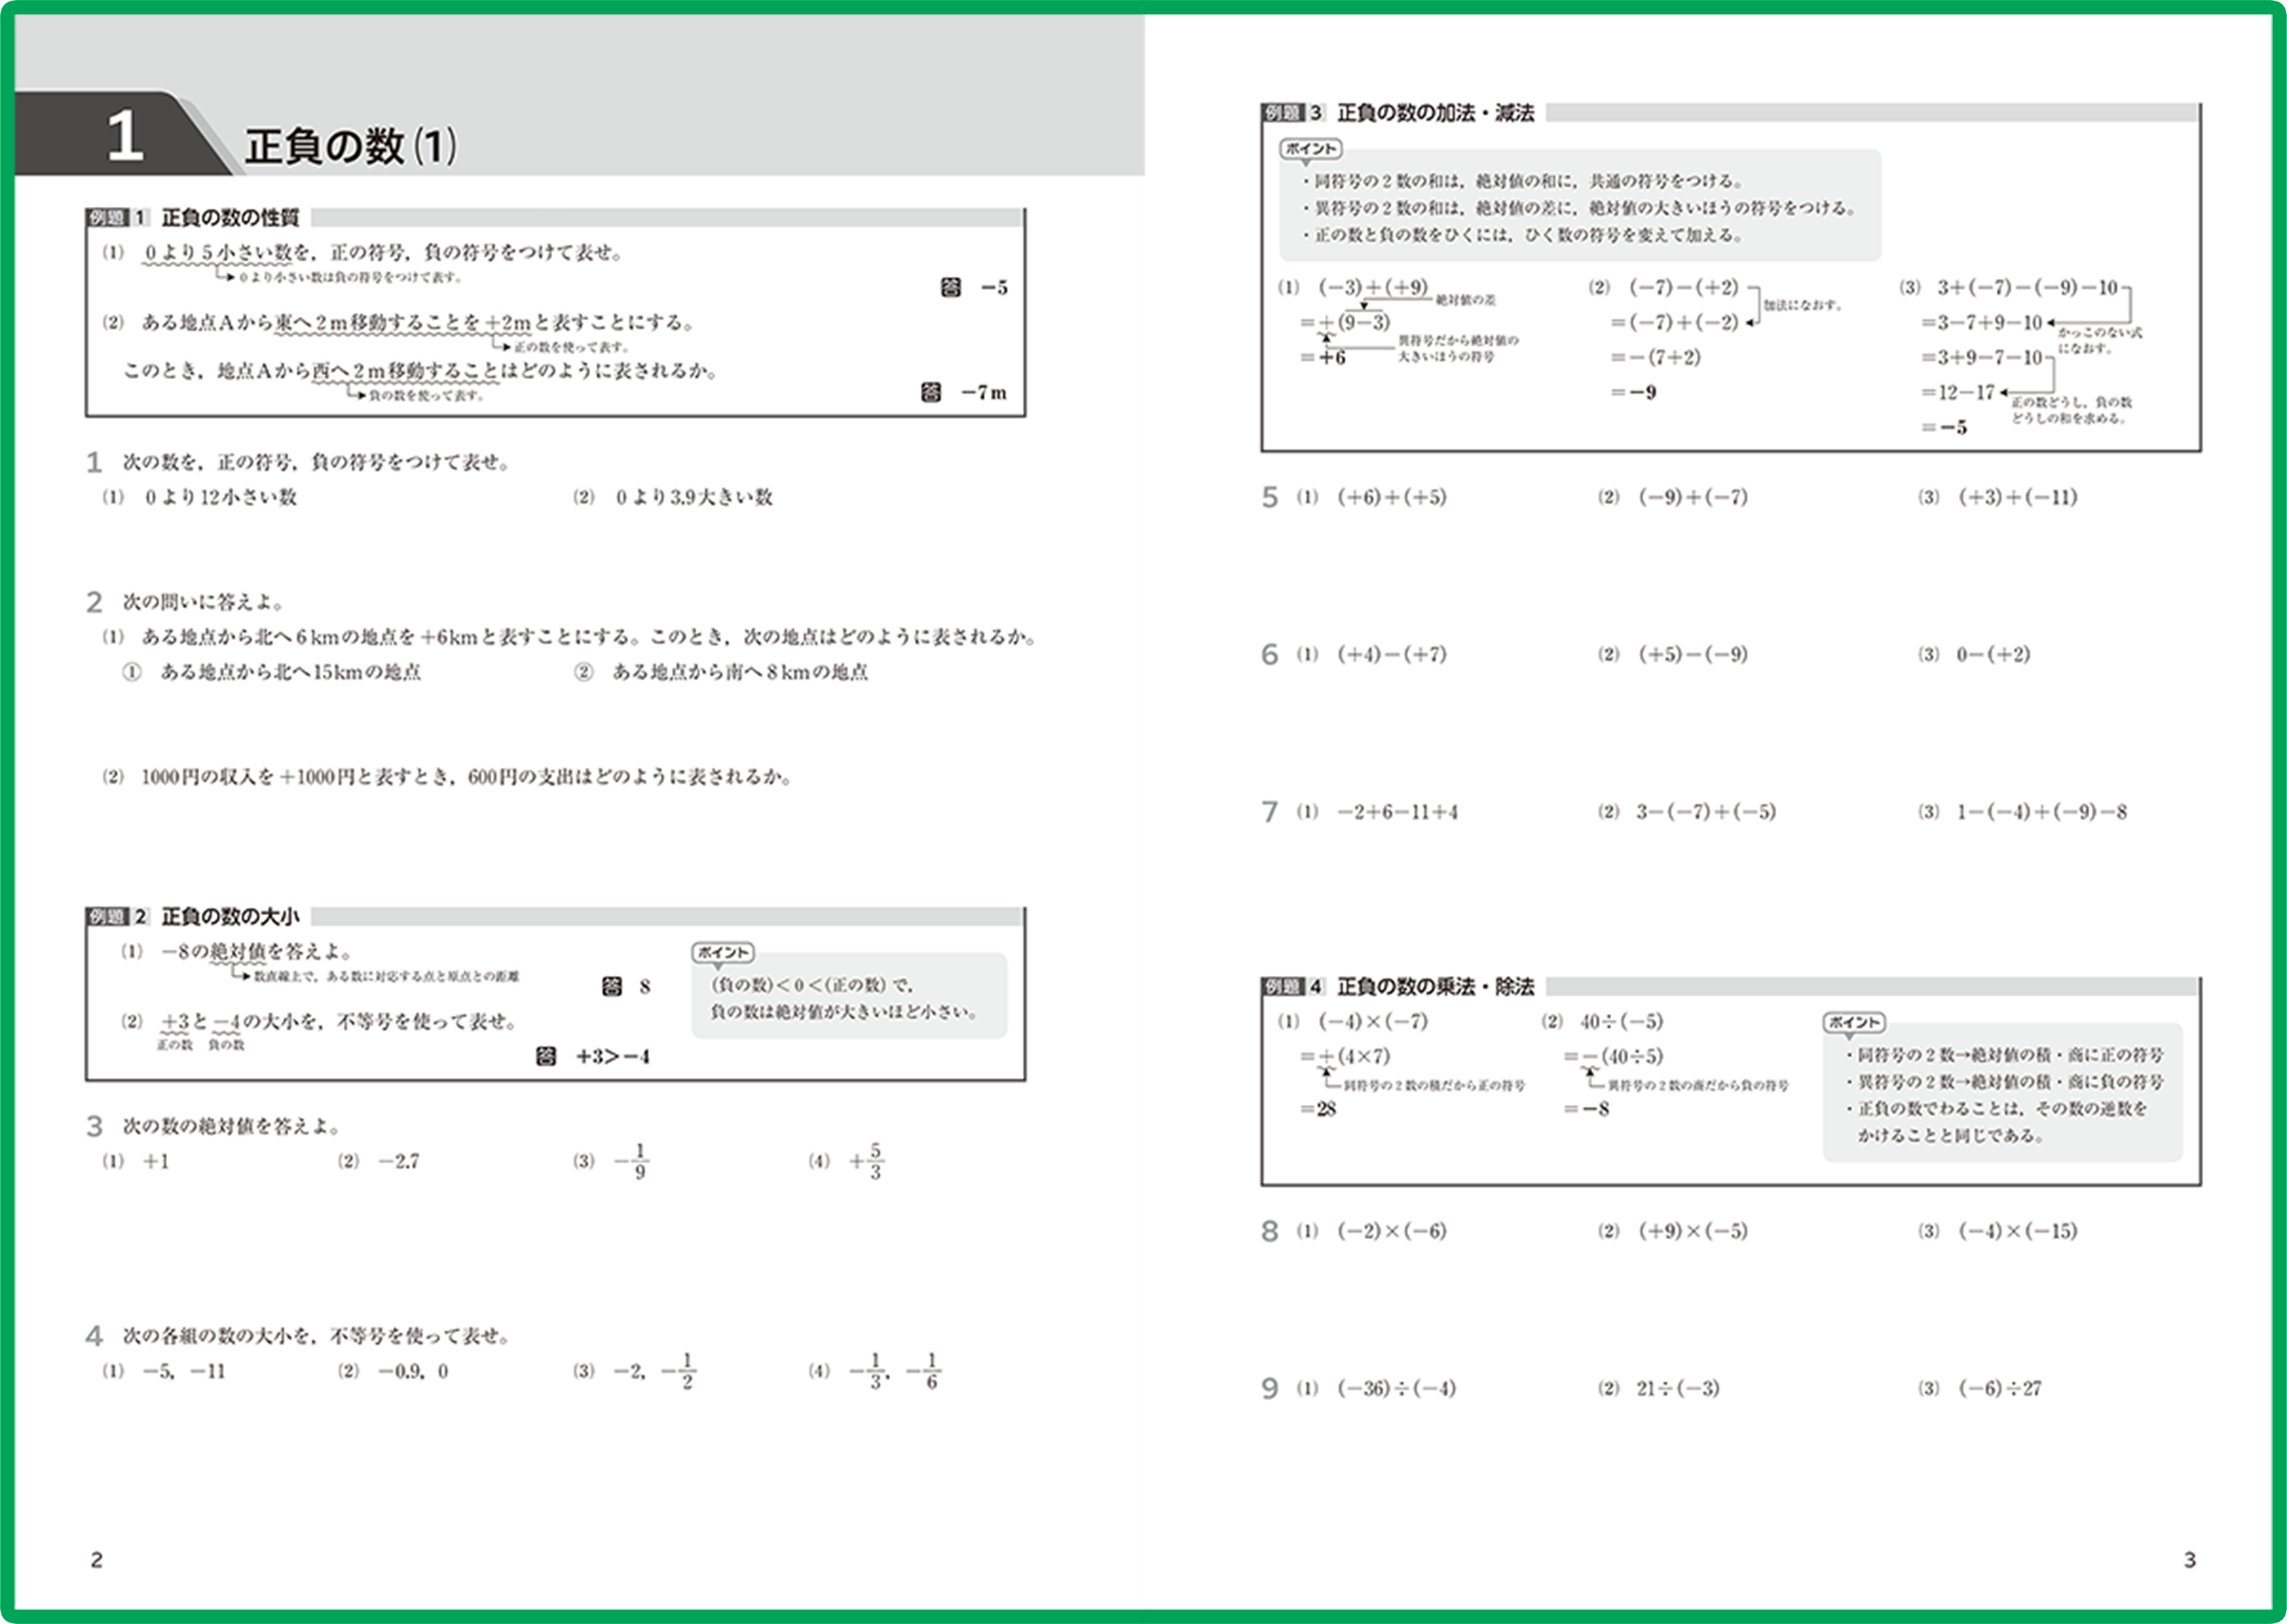 1 正負の数(1)
例題 1 正負の数の性質
(1) 0より5小さい数を，正の符号，負の符号をつけて表せ。
0より小さい数は負の符号をつけて表す。
答 −5
(2) ある地点Aから東へ2m移動することを+2mと表すことにする。
正の数を使って表す。
このとき，地点Aから西へ2m移動することはどのように表されるか。
負の数を使って表す。
答 −7m
1 次の数を，正の符号，負の符号をつけて表せ。
(1) 0より12小さい数 (2) 0より3.9大きい数
2 次の問いに答えよ。
(1) ある地点から北へ6kmの地点を+6kmと表すことにする。このとき，次の地点はどのように表されるか。
① ある地点から北へ15kmの地点 ② ある地点から南へ8kmの地点
(2) 1000円の収入を+1000円と表すとき，600円の支出はどのように表されるか。
例題 2 正負の数の大小
(1) −8の絶対値を答えよ。
数直線上で，ある数に対応する点と原点との距離
答 8
(2) +3と−4の大小を，不等号を使って表せ。
正の数 負の数
答 +3>−4
ポイント
(負の数)<0<(正の数)で，
負の数は絶対値が大きいほど小さい。
3 次の数の絶対値を答えよ。
(1) +1 (2) −2.7 (3) −1/9 (4) +5/3
4 次の各組の数の大小を，不等号を使って表せ。
(1) −5，−11 (2) −0.9，0 (3) −2，−1/2 (4) −1/3，−1/6
2
例題 3 正負の数の加法・減法
ポイント
・同符号の2数の和は，絶対値の和に，共通の符号をつける。
・異符号の2数の和は，絶対値の差に，絶対値の大きいほうの符号をつける。
・正の数と負の数をひくには，ひく数の符号を変えて加える。
(1) (−3)+(+9)
絶対値の差
=+(9−3)
異符号だから絶対値の
大きいほうの符号
=+6
(2) (−7)−(+2)
加法になおす。
=(−7)+(−2)
=−(7+2)
=−9
(3) 3+(−7)−(−9)−10
=3−7+9−10
かっこのない式
になおす。
=3+9−7−10
=12−17
正の数どうし，負の数
どうしの和を求める。
=−5
5 (1) (+6)+(+5) (2) (−9)+(−7) (3) (+3)+(−11)
6 (1) (+4)−(+7) (2) (+5)−(−9) (3) 0−(+2)
7 (1) −2+6−11+4 (2) 3−(−7)+(−5) (3) 1−(−4)+(−9)−8
例題 4 正負の数の乗法・除法
(1) (−4)×(−7)
=+(4×7)
同符号の2数の積だから正の符号
=28
(2) 40÷(−5)
=−(40÷5)
異符号の2数の商だから負の符号
=−8
ポイント
・同符号の2数→絶対値の積・商に正の符号
・異符号の2数→絶対値の積・商に負の符号
・正負の数でわることは，その数の逆数を
かけることと同じである。
8 (1) (−2)×(−6) (2) (+9)×(−5) (3) (−4)×(−15)
9 (1) (−36)÷(−4) (2) 21÷(−3) (3) (−6)÷27
3